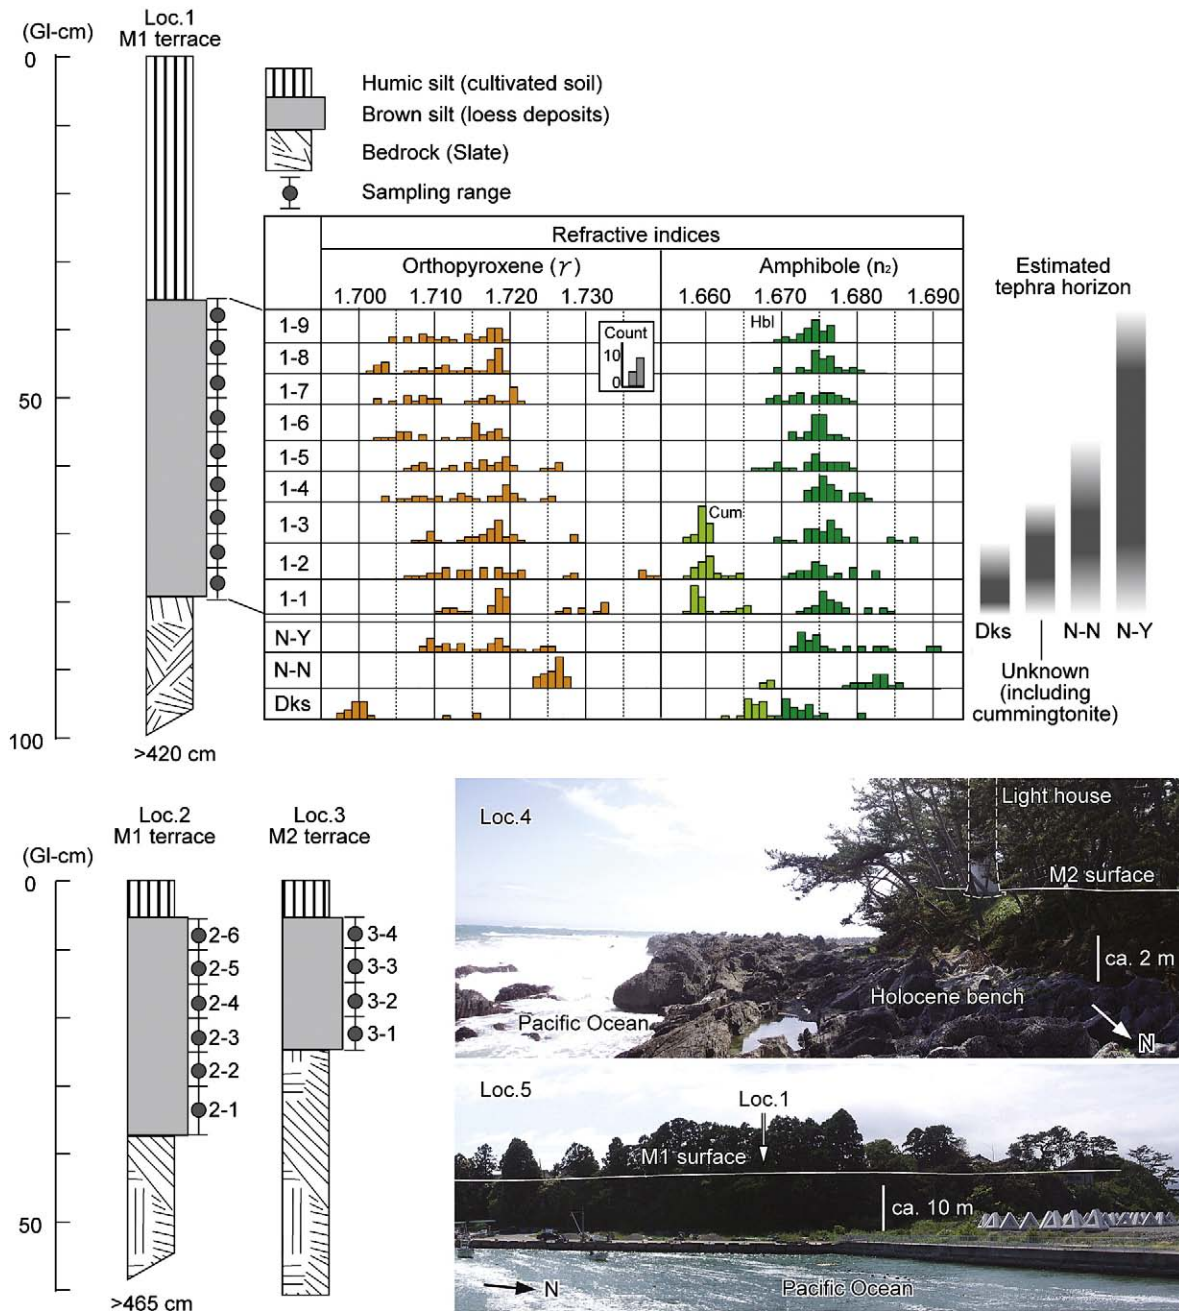 Loc.1
(Gl-cm)
M1 terrace
0
50
100
>420 cm
Humic silt (cultivated soil)
Brown silt (loess deposits)
Bedrock (Slate)
Sampling range
Refractive indices
Orthopyroxene (γ)
Amphibole (n₂)
1.700 1.710 1.720 1.730
1.660 1.670 1.680 1.690
1-9
1-8
1-7
1-6
1-5
1-4
1-3
1-2
1-1
N-Y
N-N
Dks
Hbl
Count
10
0
Cum
Estimated
tephra horizon
Dks
N-N
N-Y
Unknown
(including
cummingtonite)
Loc.2
M1 terrace
(Gl-cm)
0
50
2-6
2-5
2-4
2-3
2-2
2-1
>465 cm
Loc.3
M2 terrace
3-4
3-3
3-2
3-1
Loc.4
Light house
M2 surface
ca. 2 m
Holocene bench
Pacific Ocean
N
Loc.5
Loc.1
M1 surface
ca. 10 m
N
Pacific Ocean